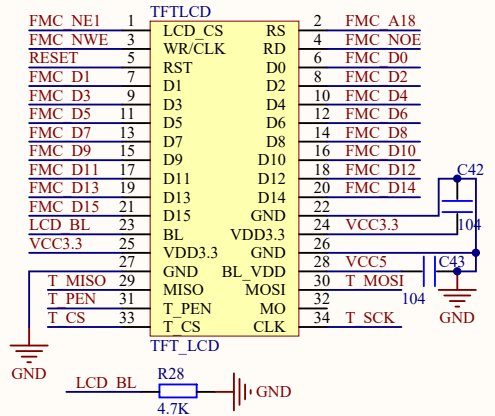 TFTLCD
FMC_NE1 1 LCD_CS RS 2 FMC_A18
FMC_NWE 3 WR/CLK RD 4 FMC_NOE
RESET 5 RST D0 6 FMC_D0
FMC_D1 7 D1 D2 8 FMC_D2
FMC_D3 9 D3 D4 10 FMC_D4
FMC_D5 11 D5 D6 12 FMC_D6
FMC_D7 13 D7 D8 14 FMC_D8
FMC_D9 15 D9 D10 16 FMC_D10
FMC_D11 17 D11 D12 18 FMC_D12 C42
FMC_D13 19 D13 D14 20 FMC_D14
FMC_D15 21 D15 GND 22
LCD_BL 23 BL VDD3.3 24 VCC3.3 104
VCC3.3 25 VDD3.3 GND 26
27 GND BL_VDD 28 VCC5 C43
T_MISO 29 MISO MOSI 30 T_MOSI
T_PEN 31 T_PEN MO 32 104
T_CS 33 T_CS CLK 34 T_SCK GND
TFT_LCD
GND
LCD_BL R28 GND
4.7K